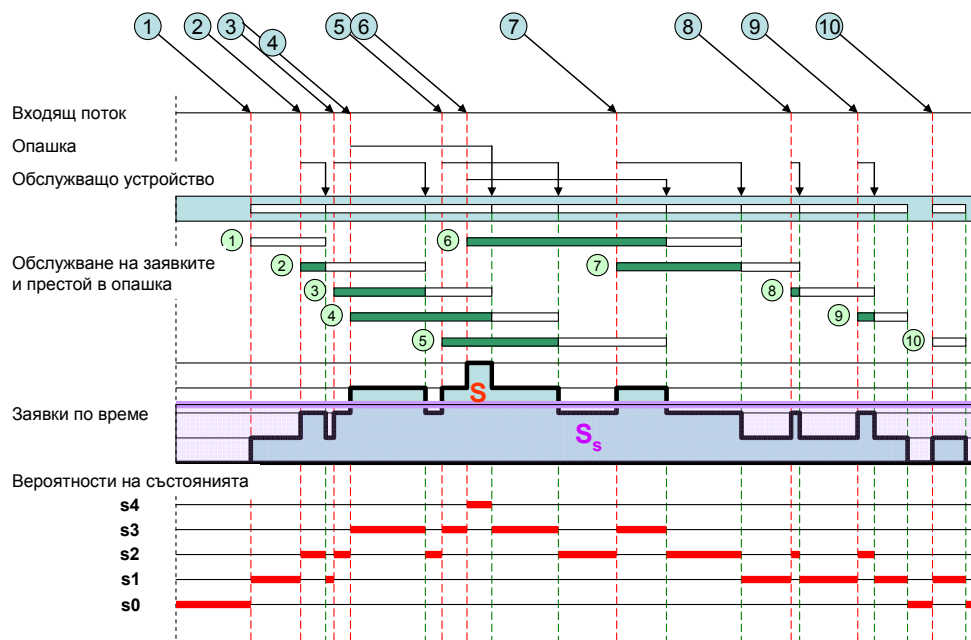 1 2 3 4 5 6 7 8 9 10
Входящ поток
Опашка
Обслужващо устройство
1 6
Обслужване на заявките
и престой в опашка
2 7
3 8
4 9
5 10
S
Заявки по време
Ss
Вероятности на състоянията
s4
s3
s2
s1
s0